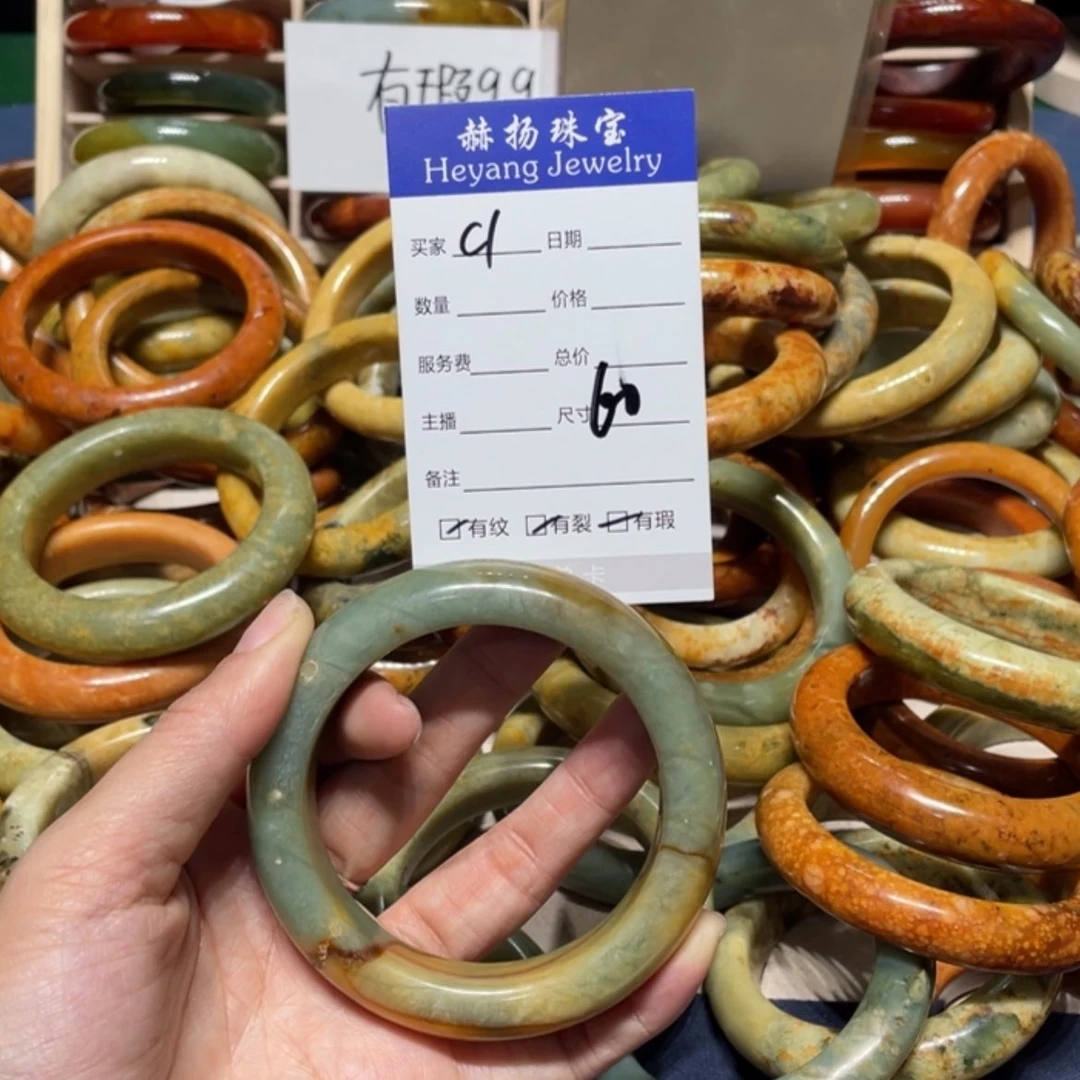 有瑕99
赫扬珠宝
Heyang Jewelry
买家 日期
数量 价格
服务费 总价
主播 尺寸 60
备注
有纹 有裂 有瑕